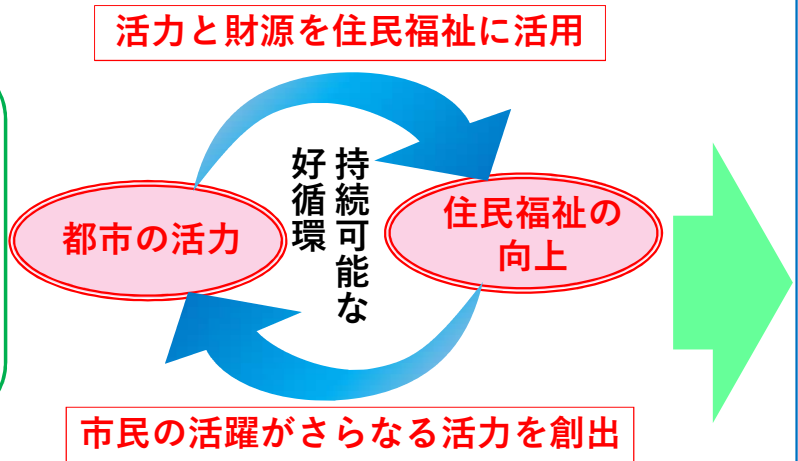 活力と財源を住民福祉に活用
持続可能な
好循環
都市の活力
住民福祉の
向上
市民の活躍がさらなる活力を創出